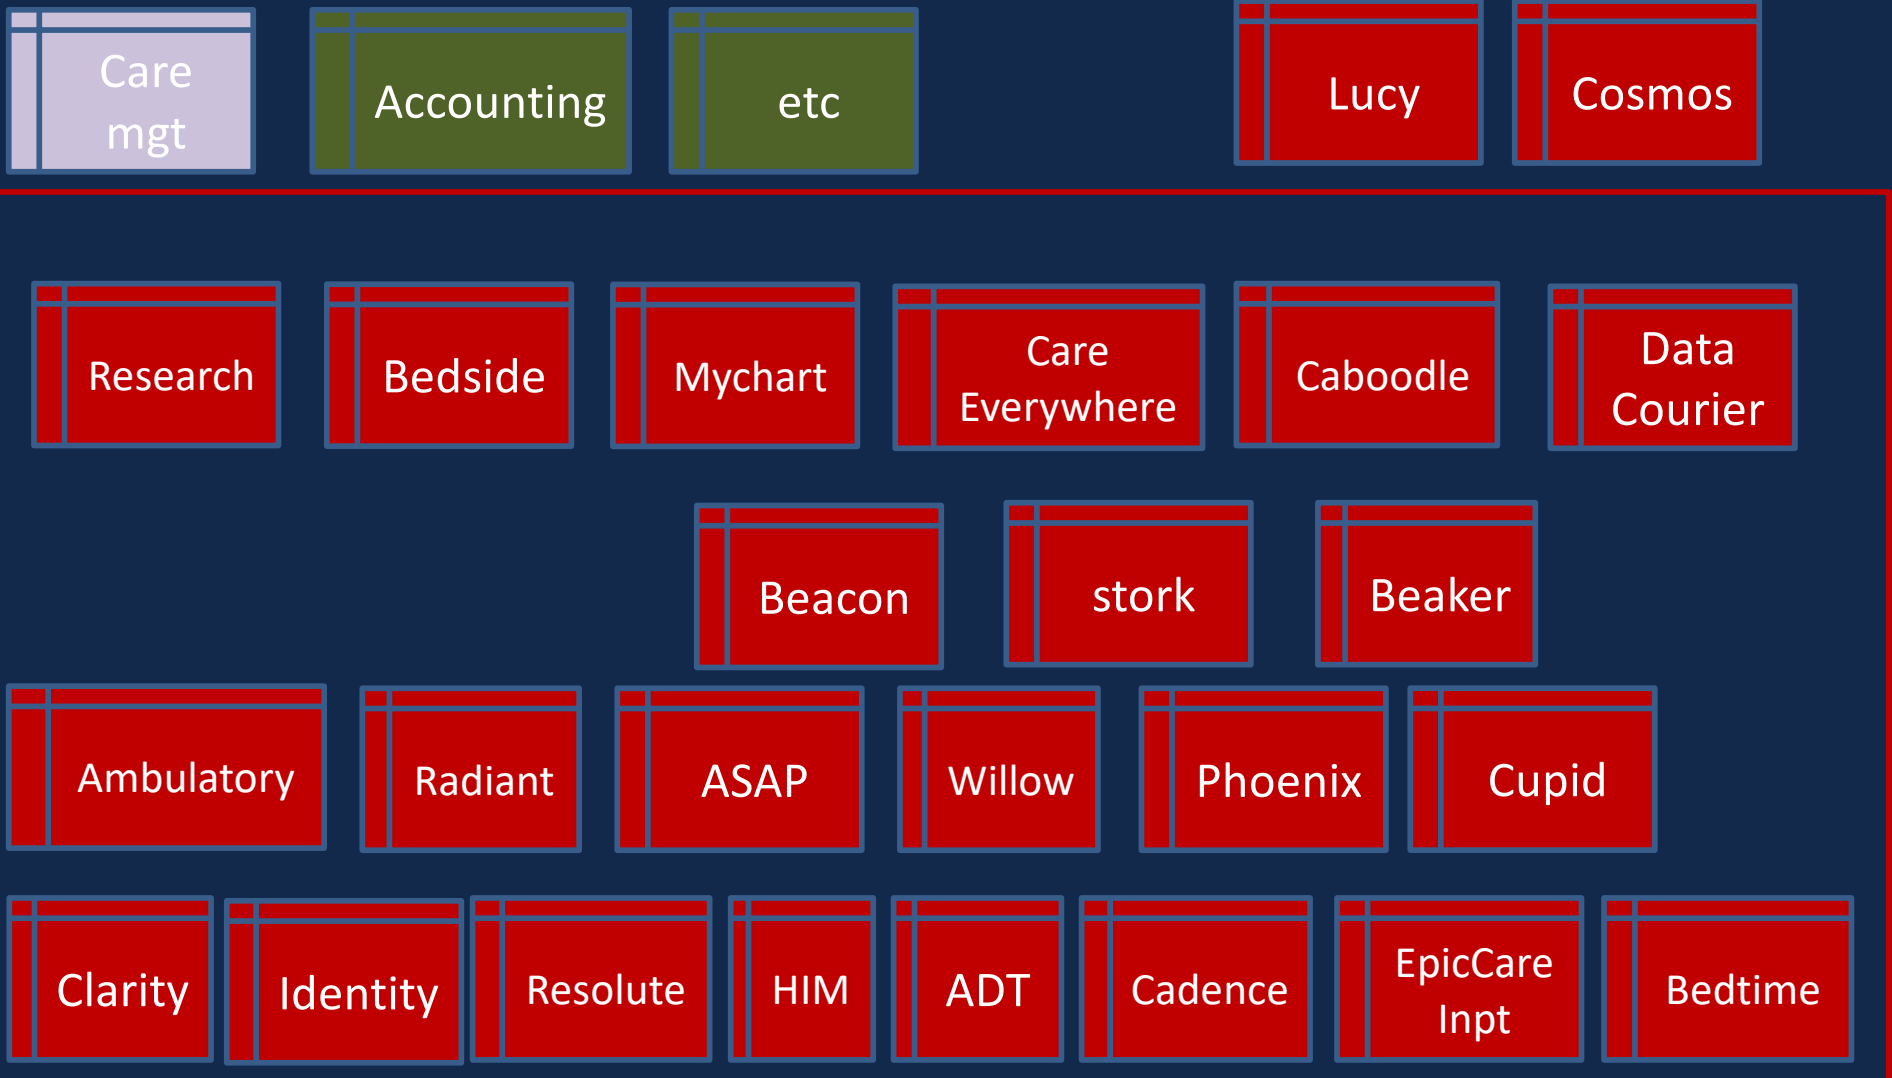 Care
mgt
Accounting
etc
Lucy
Cosmos
Research
Bedside
Mychart
Care
Everywhere
Caboodle
Data
Courier
Beacon
stork
Beaker
Ambulatory
Radiant
ASAP
Willow
Phoenix
Cupid
Clarity
Identity
Resolute
HIM
ADT
Cadence
EpicCare
Inpt
Bedtime